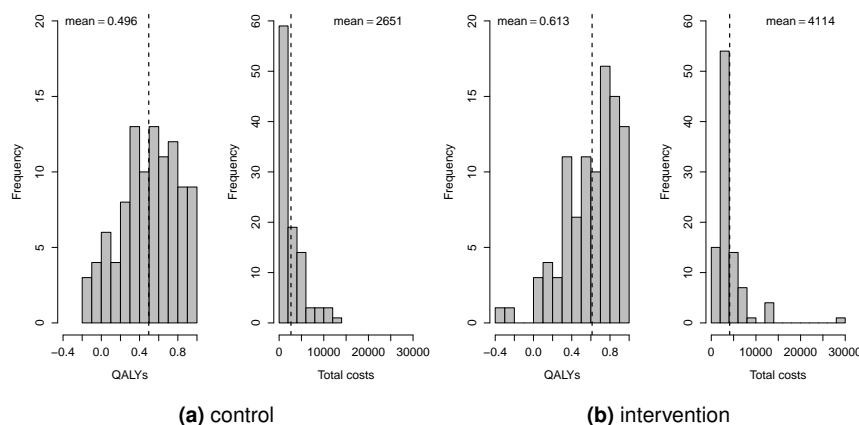 mean = 0.496
mean = 2651
mean = 0.613
mean = 4114
Frequency
20
15
10
5
0
−0.4 0.0 0.4 0.8
QALYs
Frequency
60
50
40
30
20
10
0
0 10000 20000 30000
Total costs
Frequency
20
15
10
5
0
−0.4 0.0 0.4 0.8
QALYs
Frequency
60
50
40
30
20
10
0
0 10000 20000 30000
Total costs
(a) control
(b) intervention